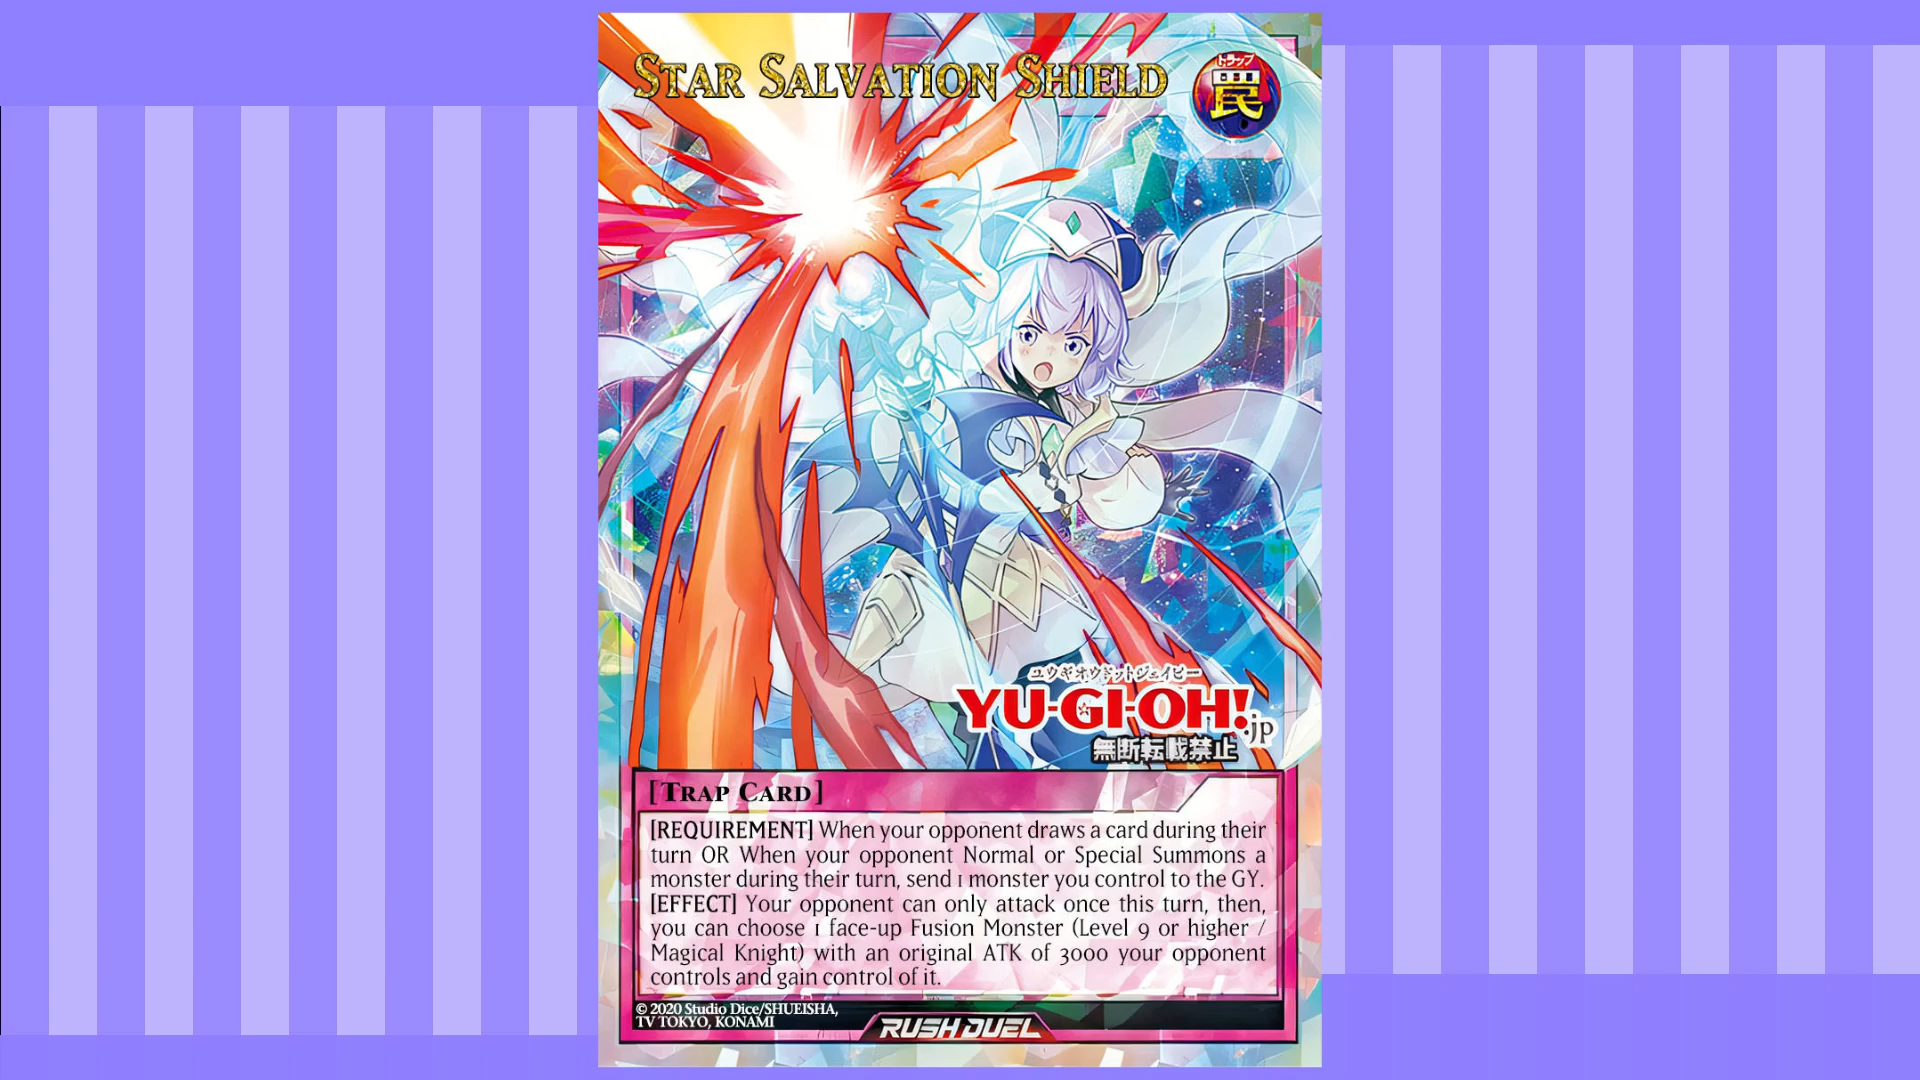 STAR SALVATION SHIELD
トラップ
罠
ユウギオウドットジェイピー
YU-GI-OH!
.jp
無断転載禁止
[TRAP CARD]
[REQUIREMENT] When your opponent draws a card during their
turn OR When your opponent Normal or Special Summons a
monster during their turn, send 1 monster you control to the GY.
[EFFECT] Your opponent can only attack once this turn, then,
you can choose 1 face-up Fusion Monster (Level 9 or higher /
Magical Knight) with an original ATK of 3000 your opponent
controls and gain control of it.
© 2020 Studio Dice/SHUEISHA,
TV TOKYO, KONAMI
RUSH DUEL